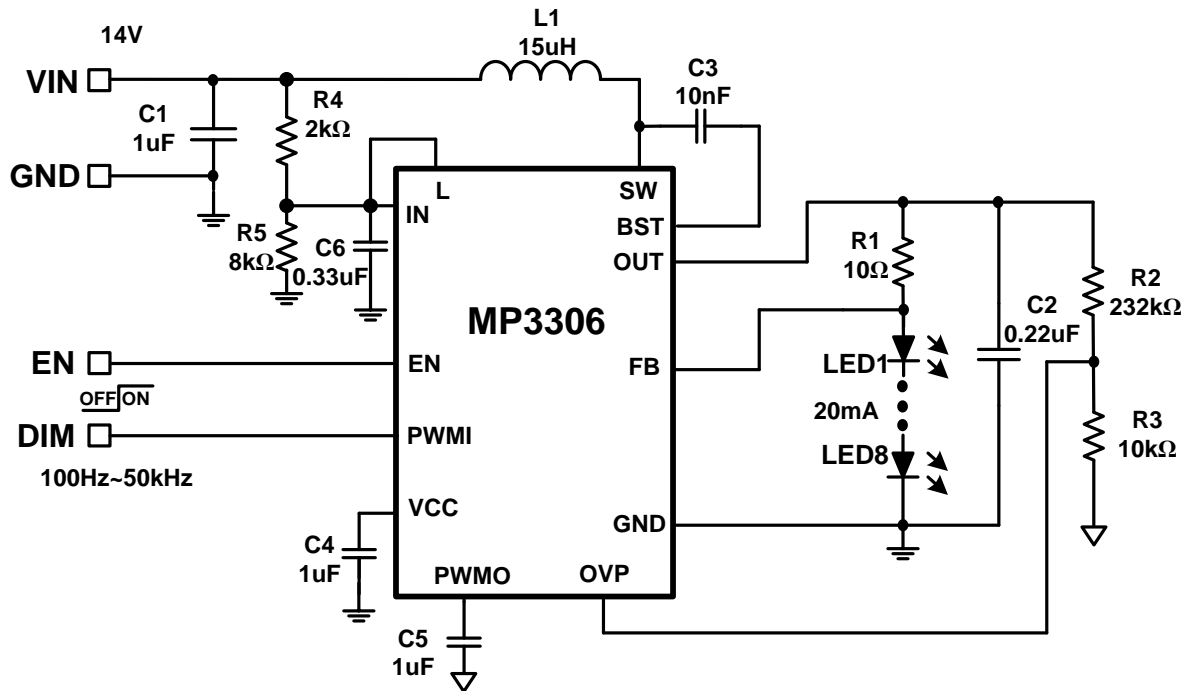 14V
L1
15uH
VIN
C3
10nF
C1
1uF
R4
2kΩ
GND
L
SW
IN
BST
R5
8kΩ
C6
0.33uF
OUT
R1
10Ω
R2
232kΩ
MP3306
C2
0.22uF
EN
EN
FB
LED1
OFF ON
20mA
DIM
PWMI
R3
10kΩ
LED8
100Hz~50kHz
VCC
GND
C4
1uF
PWMO
OVP
C5
1uF